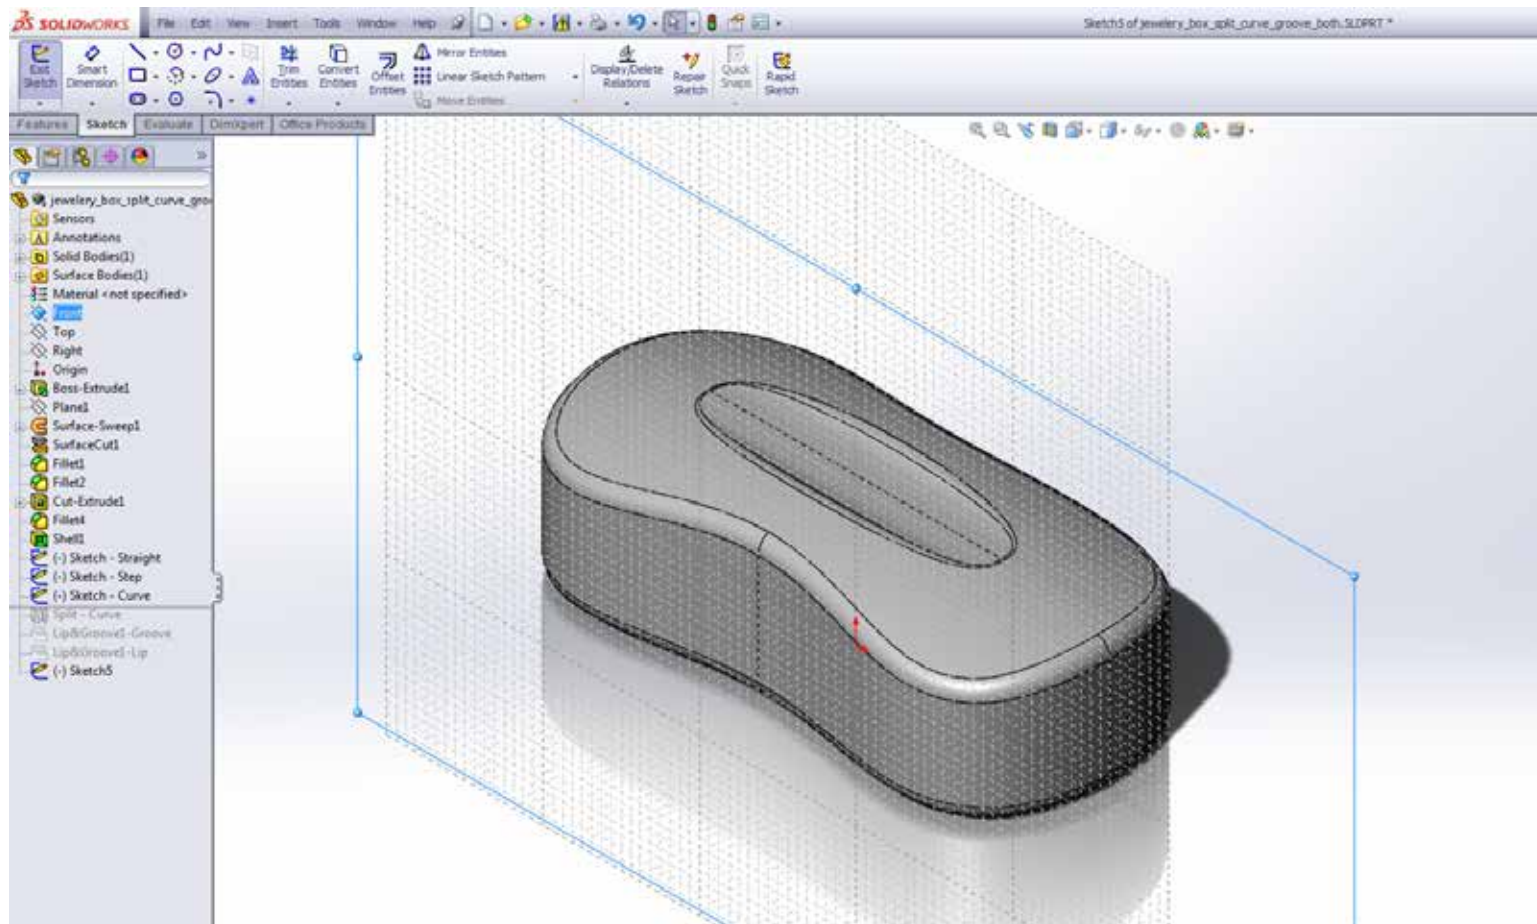 SOLIDWORKS File Edit View Insert Tools Window Help
Sketch5 of jewelery_box_split_curve_groove_both.SLDPRT *
Exit Sketch
Smart Dimension
Trim Entities
Convert Entities
Offset Entities
Mirror Entities
Linear Sketch Pattern
Move Entities
Display/Delete Relations
Repair Sketch
Quick Snaps
Rapid Sketch
Features Sketch Evaluate DimXpert Office Products
jewelery_box_split_curve_groo
Sensors
Annotations
Solid Bodies(1)
Surface Bodies(1)
Material <not specified>
Front
Top
Right
Origin
Boss-Extrude1
Plane1
Surface-Sweep1
SurfaceCut1
Fillet1
Fillet2
Cut-Extrude1
Fillet4
Shell1
(-) Sketch - Straight
(-) Sketch - Step
(-) Sketch - Curve
Split - Curve
Lip&Groove1-Groove
Lip&Groove1-Lip
(-) Sketch5